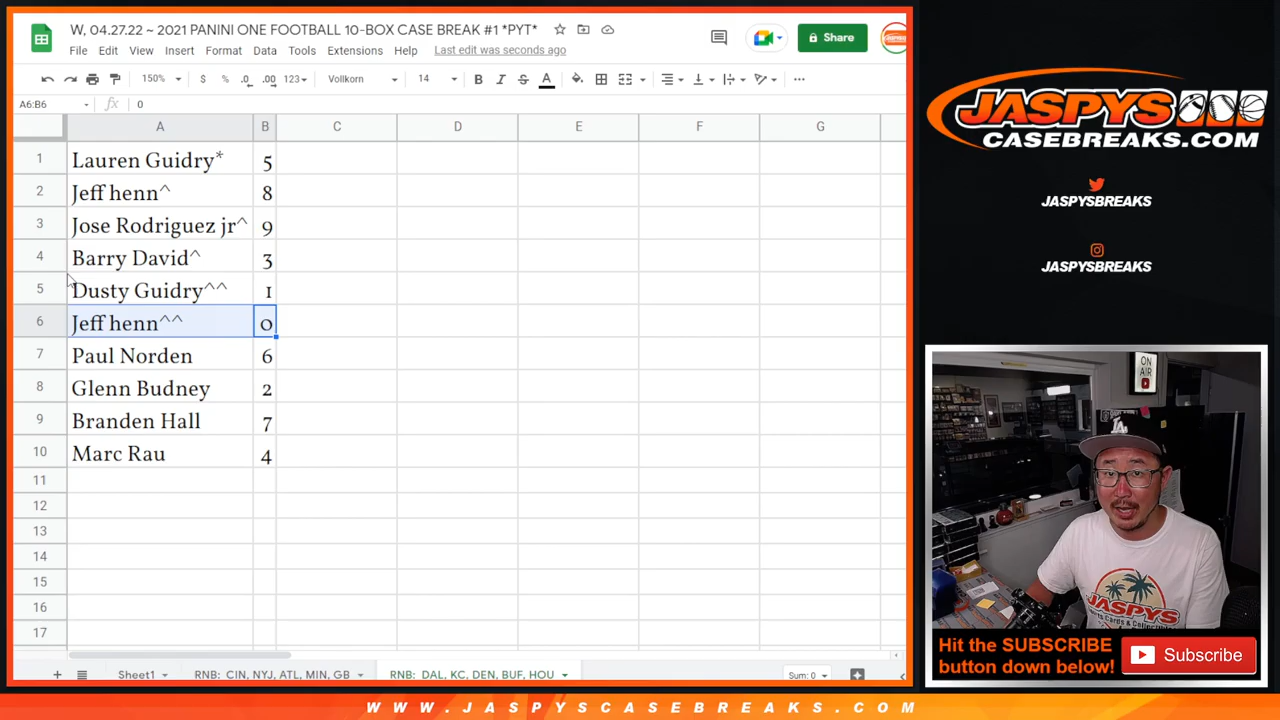 W, 04.27.22 ~ 2021 PANINI ONE FOOTBALL 10-BOX CASE BREAK #1 *PYT*
File Edit View Insert Format Data Tools Extensions Help Last edit was seconds ago
Share
150% $ % .0 .00 123 Vollkorn 14 B I S A
A6:B6 fx 0
A B C D E F G
1 Lauren Guidry* 5
2 Jeff henn^ 8
3 Jose Rodriguez jr^ 9
4 Barry David^ 3
5 Dusty Guidry^^ 1
6 Jeff henn^^ 0
7 Paul Norden 6
8 Glenn Budney 2
9 Branden Hall 7
10 Marc Rau 4
11
12
13
14
15
16
17
Sheet1 RNB: CIN, NYJ, ATL, MIN, GB RNB: DAL, KC, DEN, BUF, HOU Sum: 0
JASPYS
CASEBREAKS.COM
JASPYSBREAKS
JASPYSBREAKS
ON
AIR
LA
JASPYS
Hit the SUBSCRIBE
button down below!
Subscribe
WWW.JASPYSCASEBREAKS.COM